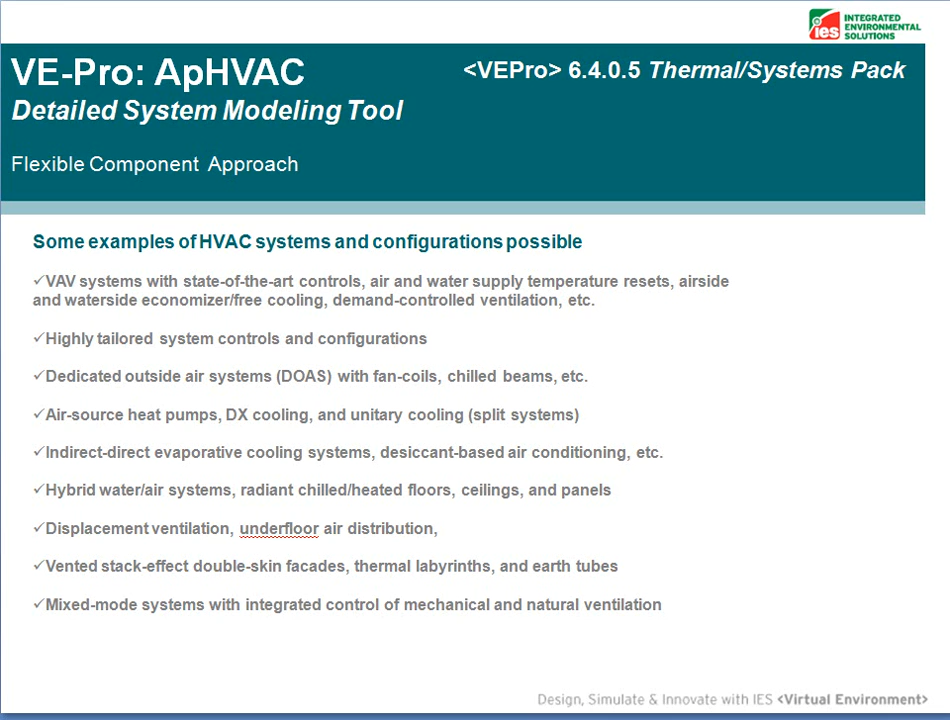 ies INTEGRATED
ENVIRONMENTAL
SOLUTIONS
VE-Pro: ApHVAC
<VEPro> 6.4.0.5 Thermal/Systems Pack
Detailed System Modeling Tool
Flexible Component Approach
Some examples of HVAC systems and configurations possible
✓VAV systems with state-of-the-art controls, air and water supply temperature resets, airside
and waterside economizer/free cooling, demand-controlled ventilation, etc.
✓Highly tailored system controls and configurations
✓Dedicated outside air systems (DOAS) with fan-coils, chilled beams, etc.
✓Air-source heat pumps, DX cooling, and unitary cooling (split systems)
✓Indirect-direct evaporative cooling systems, desiccant-based air conditioning, etc.
✓Hybrid water/air systems, radiant chilled/heated floors, ceilings, and panels
✓Displacement ventilation, underfloor air distribution,
✓Vented stack-effect double-skin facades, thermal labyrinths, and earth tubes
✓Mixed-mode systems with integrated control of mechanical and natural ventilation
Design, Simulate & Innovate with IES <Virtual Environment>